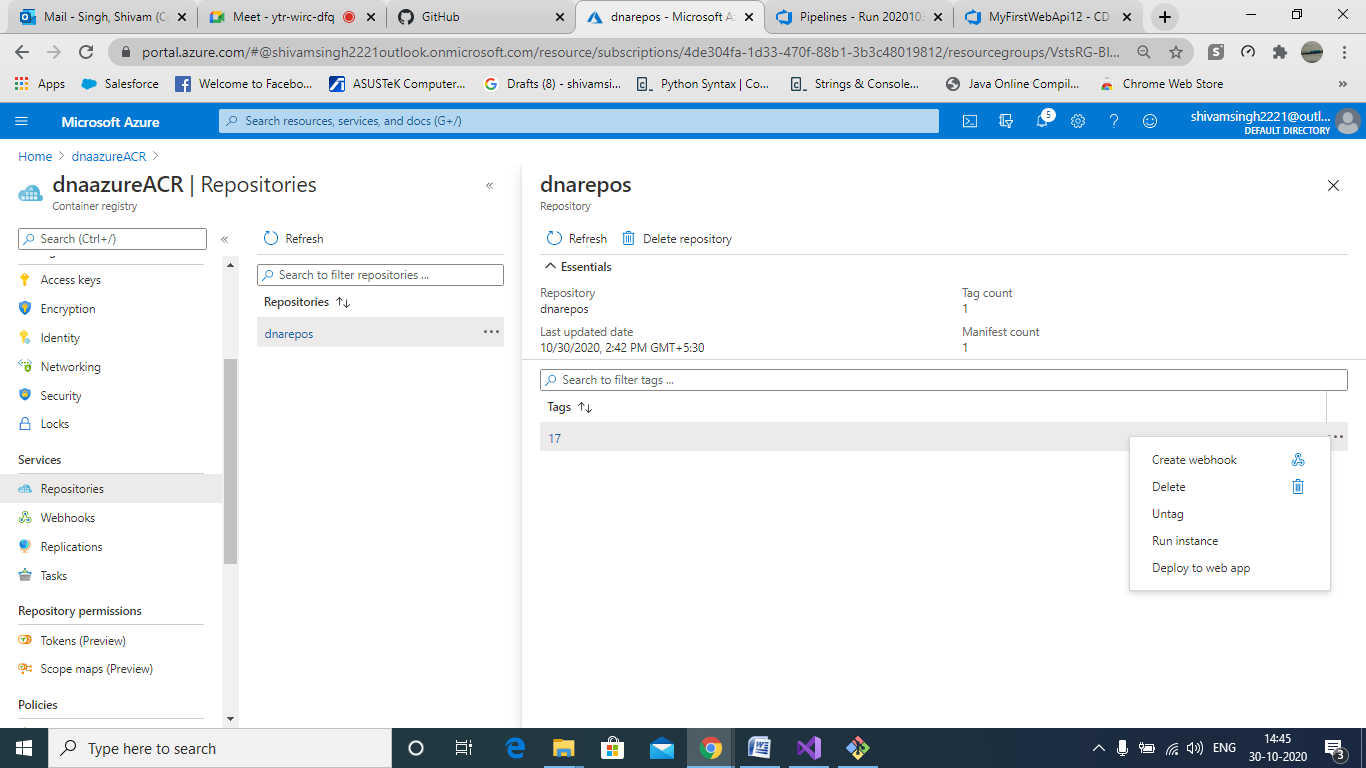 Mail - Singh, Shivam (C
Meet - ytr-wirc-dfq
GitHub
dnarepos - Microsoft A
Pipelines - Run 202010
MyFirstWebApi12 - CD
portal.azure.com/#@shivamsingh2221outlook.onmicrosoft.com/resource/subscriptions/4de304fa-1d33-470f-88b1-3b3c48019812/resourcegroups/VstsRG-Bl...
Apps
Salesforce
Welcome to Facebo...
ASUSTeK Computer...
Drafts (8) - shivamsi...
Python Syntax | Co...
Strings & Console...
Java Online Compil...
Chrome Web Store
»
Microsoft Azure
Search resources, services, and docs (G+/)
5
shivamsingh2221@outl...
DEFAULT DIRECTORY
Home > dnaazureACR >
dnaazureACR | Repositories
Container registry
«
Search (Ctrl+/)
«
Access keys
Encryption
Identity
Networking
Security
Locks
Services
Repositories
Webhooks
Replications
Tasks
Repository permissions
Tokens (Preview)
Scope maps (Preview)
Policies
Refresh
Search to filter repositories ...
Repositories ↑↓
dnarepos
dnarepos
Repository
Refresh
Delete repository
Essentials
Repository
dnarepos
Last updated date
10/30/2020, 2:42 PM GMT+5:30
Tag count
1
Manifest count
1
Search to filter tags ...
Tags ↑↓
17
Create webhook
Delete
Untag
Run instance
Deploy to web app
Type here to search
ENG
14:45
30-10-2020
3